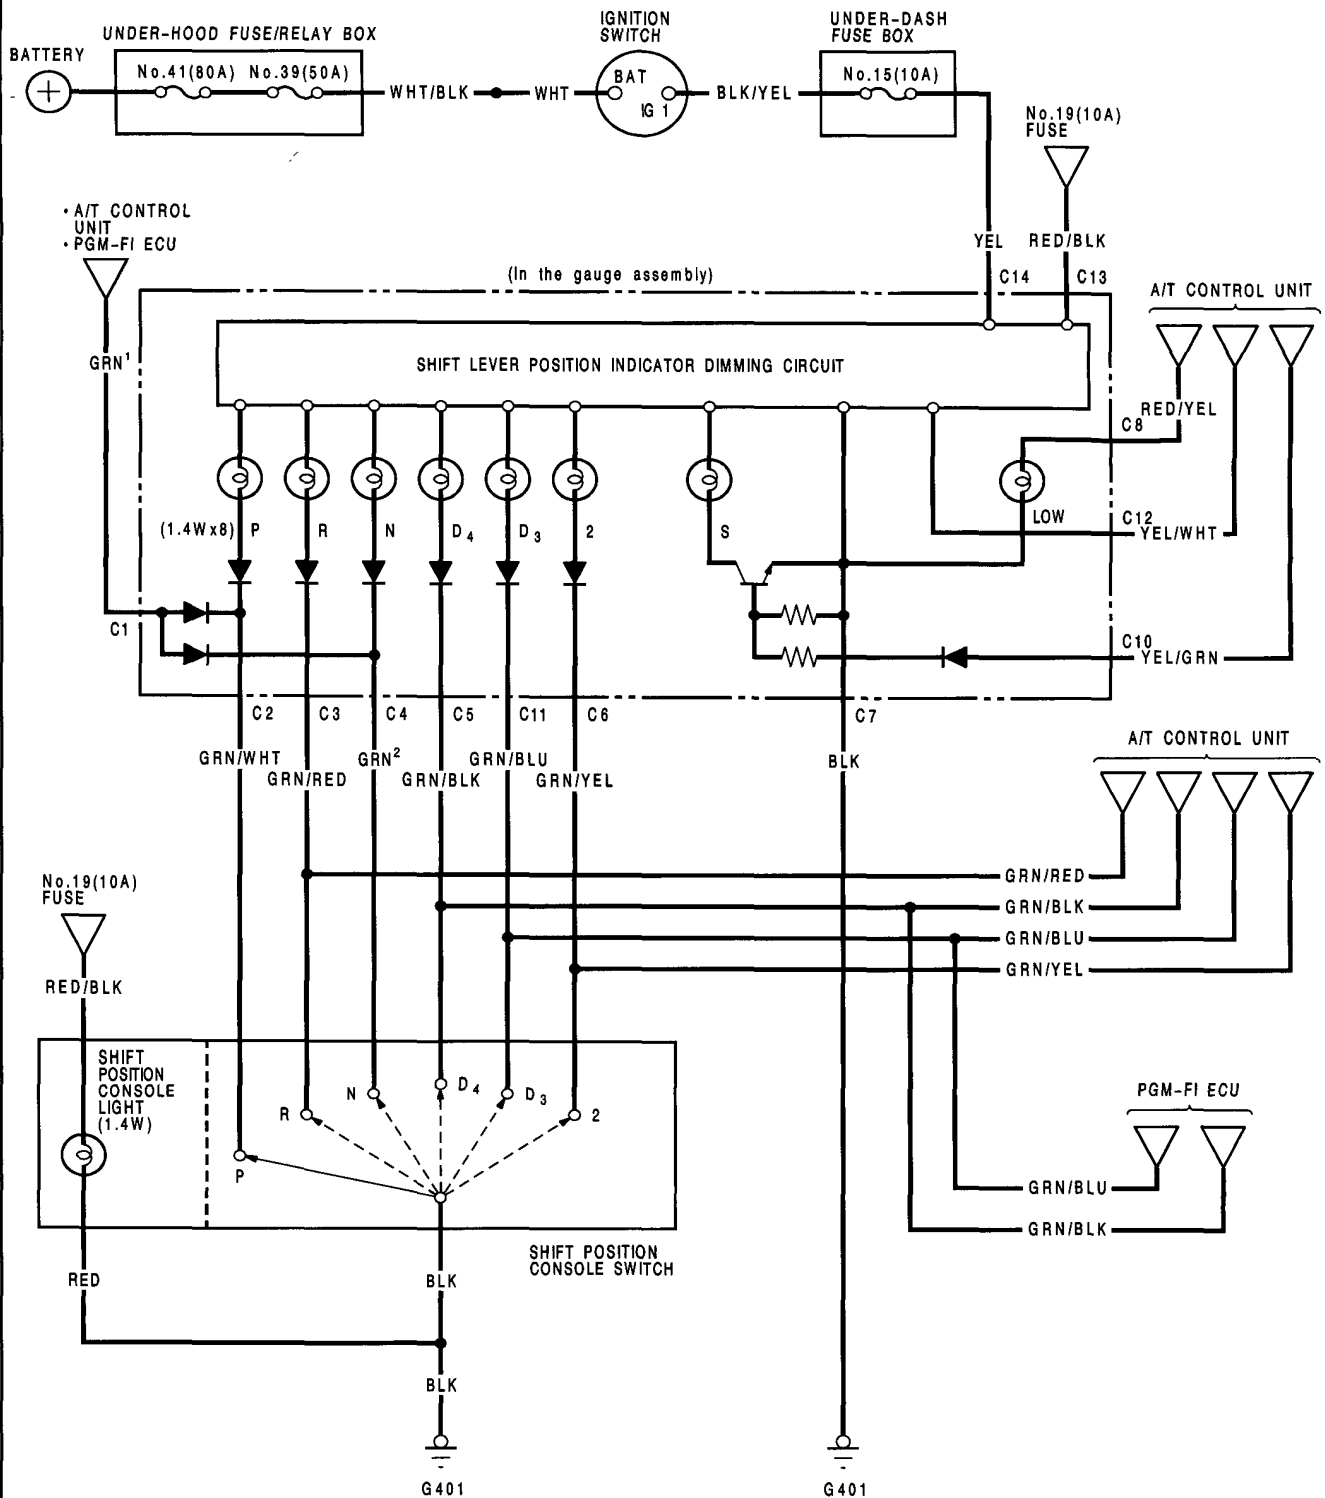 IGNITION
SWITCH
UNDER-DASH
FUSE BOX
UNDER-HOOD FUSE/RELAY BOX
BATTERY
No.41(80A) No.39(50A)
BAT
IG 1
No.15(10A)
WHT/BLK
WHT
BLK/YEL
No.19(10A)
FUSE
• A/T CONTROL
UNIT
• PGM-FI ECU
YEL
RED/BLK
(In the gauge assembly)
C14
C13
A/T CONTROL UNIT
GRN1
SHIFT LEVER POSITION INDICATOR DIMMING CIRCUIT
RED/YEL
C8
(1.4Wx8)
P
R
N
D4
D3
2
S
LOW
C12
YEL/WHT
C1
C10
YEL/GRN
C2
C3
C4
C5
C11
C6
C7
GRN/WHT
GRN/RED
GRN2
GRN/BLK
GRN/BLU
GRN/YEL
BLK
A/T CONTROL UNIT
No.19(10A)
FUSE
GRN/RED
GRN/BLK
GRN/BLU
GRN/YEL
RED/BLK
SHIFT
POSITION
CONSOLE
LIGHT
(1.4W)
P
R
N
D4
D3
2
PGM-FI ECU
GRN/BLU
GRN/BLK
SHIFT POSITION
CONSOLE SWITCH
RED
BLK
BLK
G401
G401